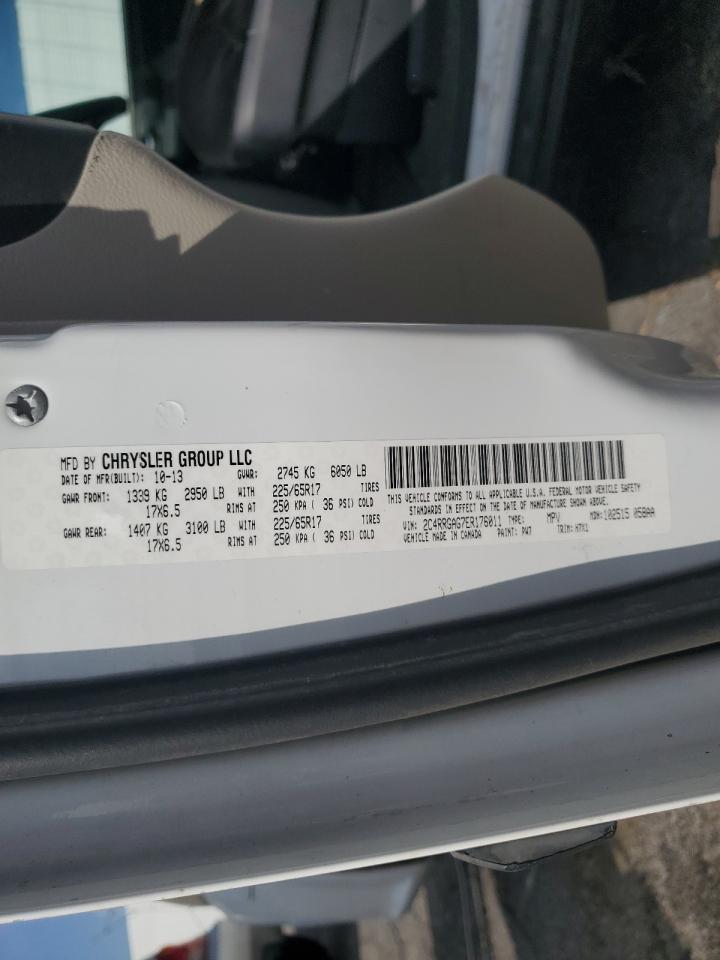 MFD BY CHRYSLER GROUP LLC
DATE OF MFR(BUILT): 10-13 GVWR: 2745 KG 6050 LB
GAWR FRONT: 1339 KG 2950 LB WITH 225/65R17 TIRES
17X6.5 RIMS AT 250 KPA ( 36 PSI) COLD
GAWR REAR: 1407 KG 3100 LB WITH 225/65R17 TIRES
17X6.5 RIMS AT 250 KPA ( 36 PSI) COLD
THIS VEHICLE CONFORMS TO ALL APPLICABLE U.S.A. FEDERAL MOTOR VEHICLE SAFETY
STANDARDS IN EFFECT ON THE DATE OF MANUFACTURE SHOWN ABOVE.
VIN: 2C4RRGAG7ER176011 TYPE: MPV MDH: 102515 058AA
VEHICLE MADE IN CANADA PAINT: PW7 TRIM: H7X1